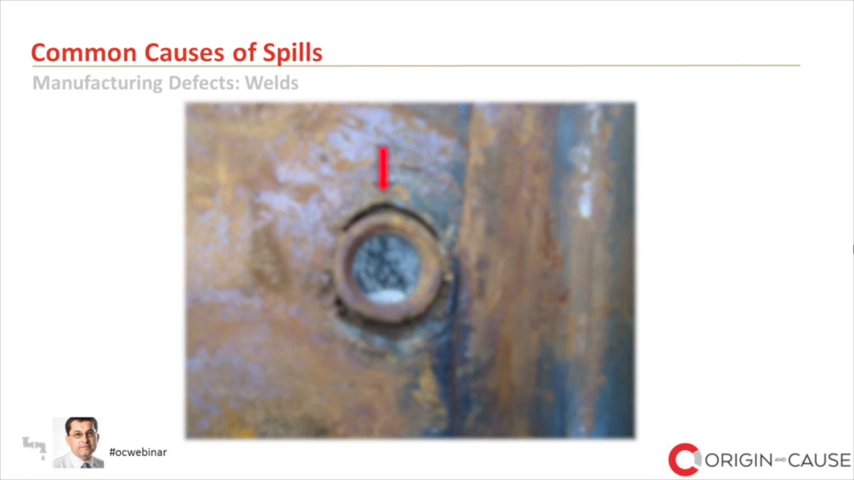 Common Causes of Spills
Manufacturing Defects: Welds
#ocwebinar
ORIGIN AND CAUSE